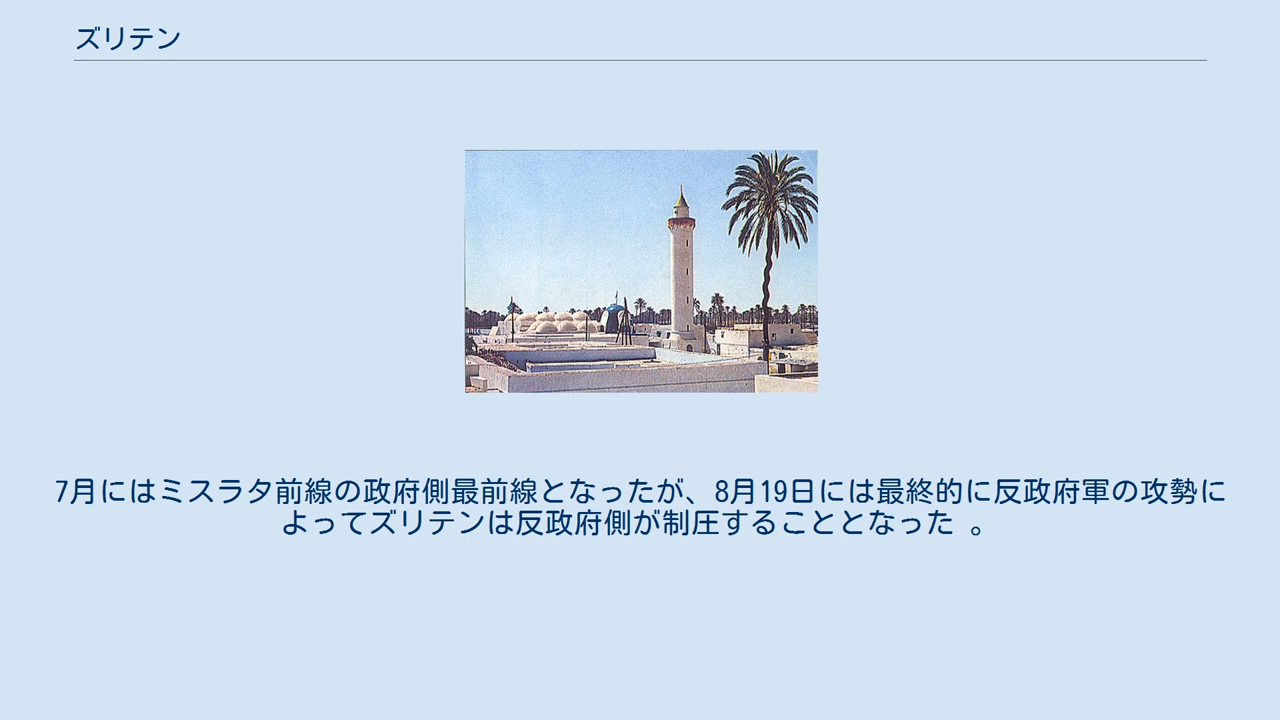 ズリテン
7月にはミスラタ前線の政府側最前線となったが、8月19日には最終的に反政府軍の攻勢に
よってズリテンは反政府側が制圧することとなった 。